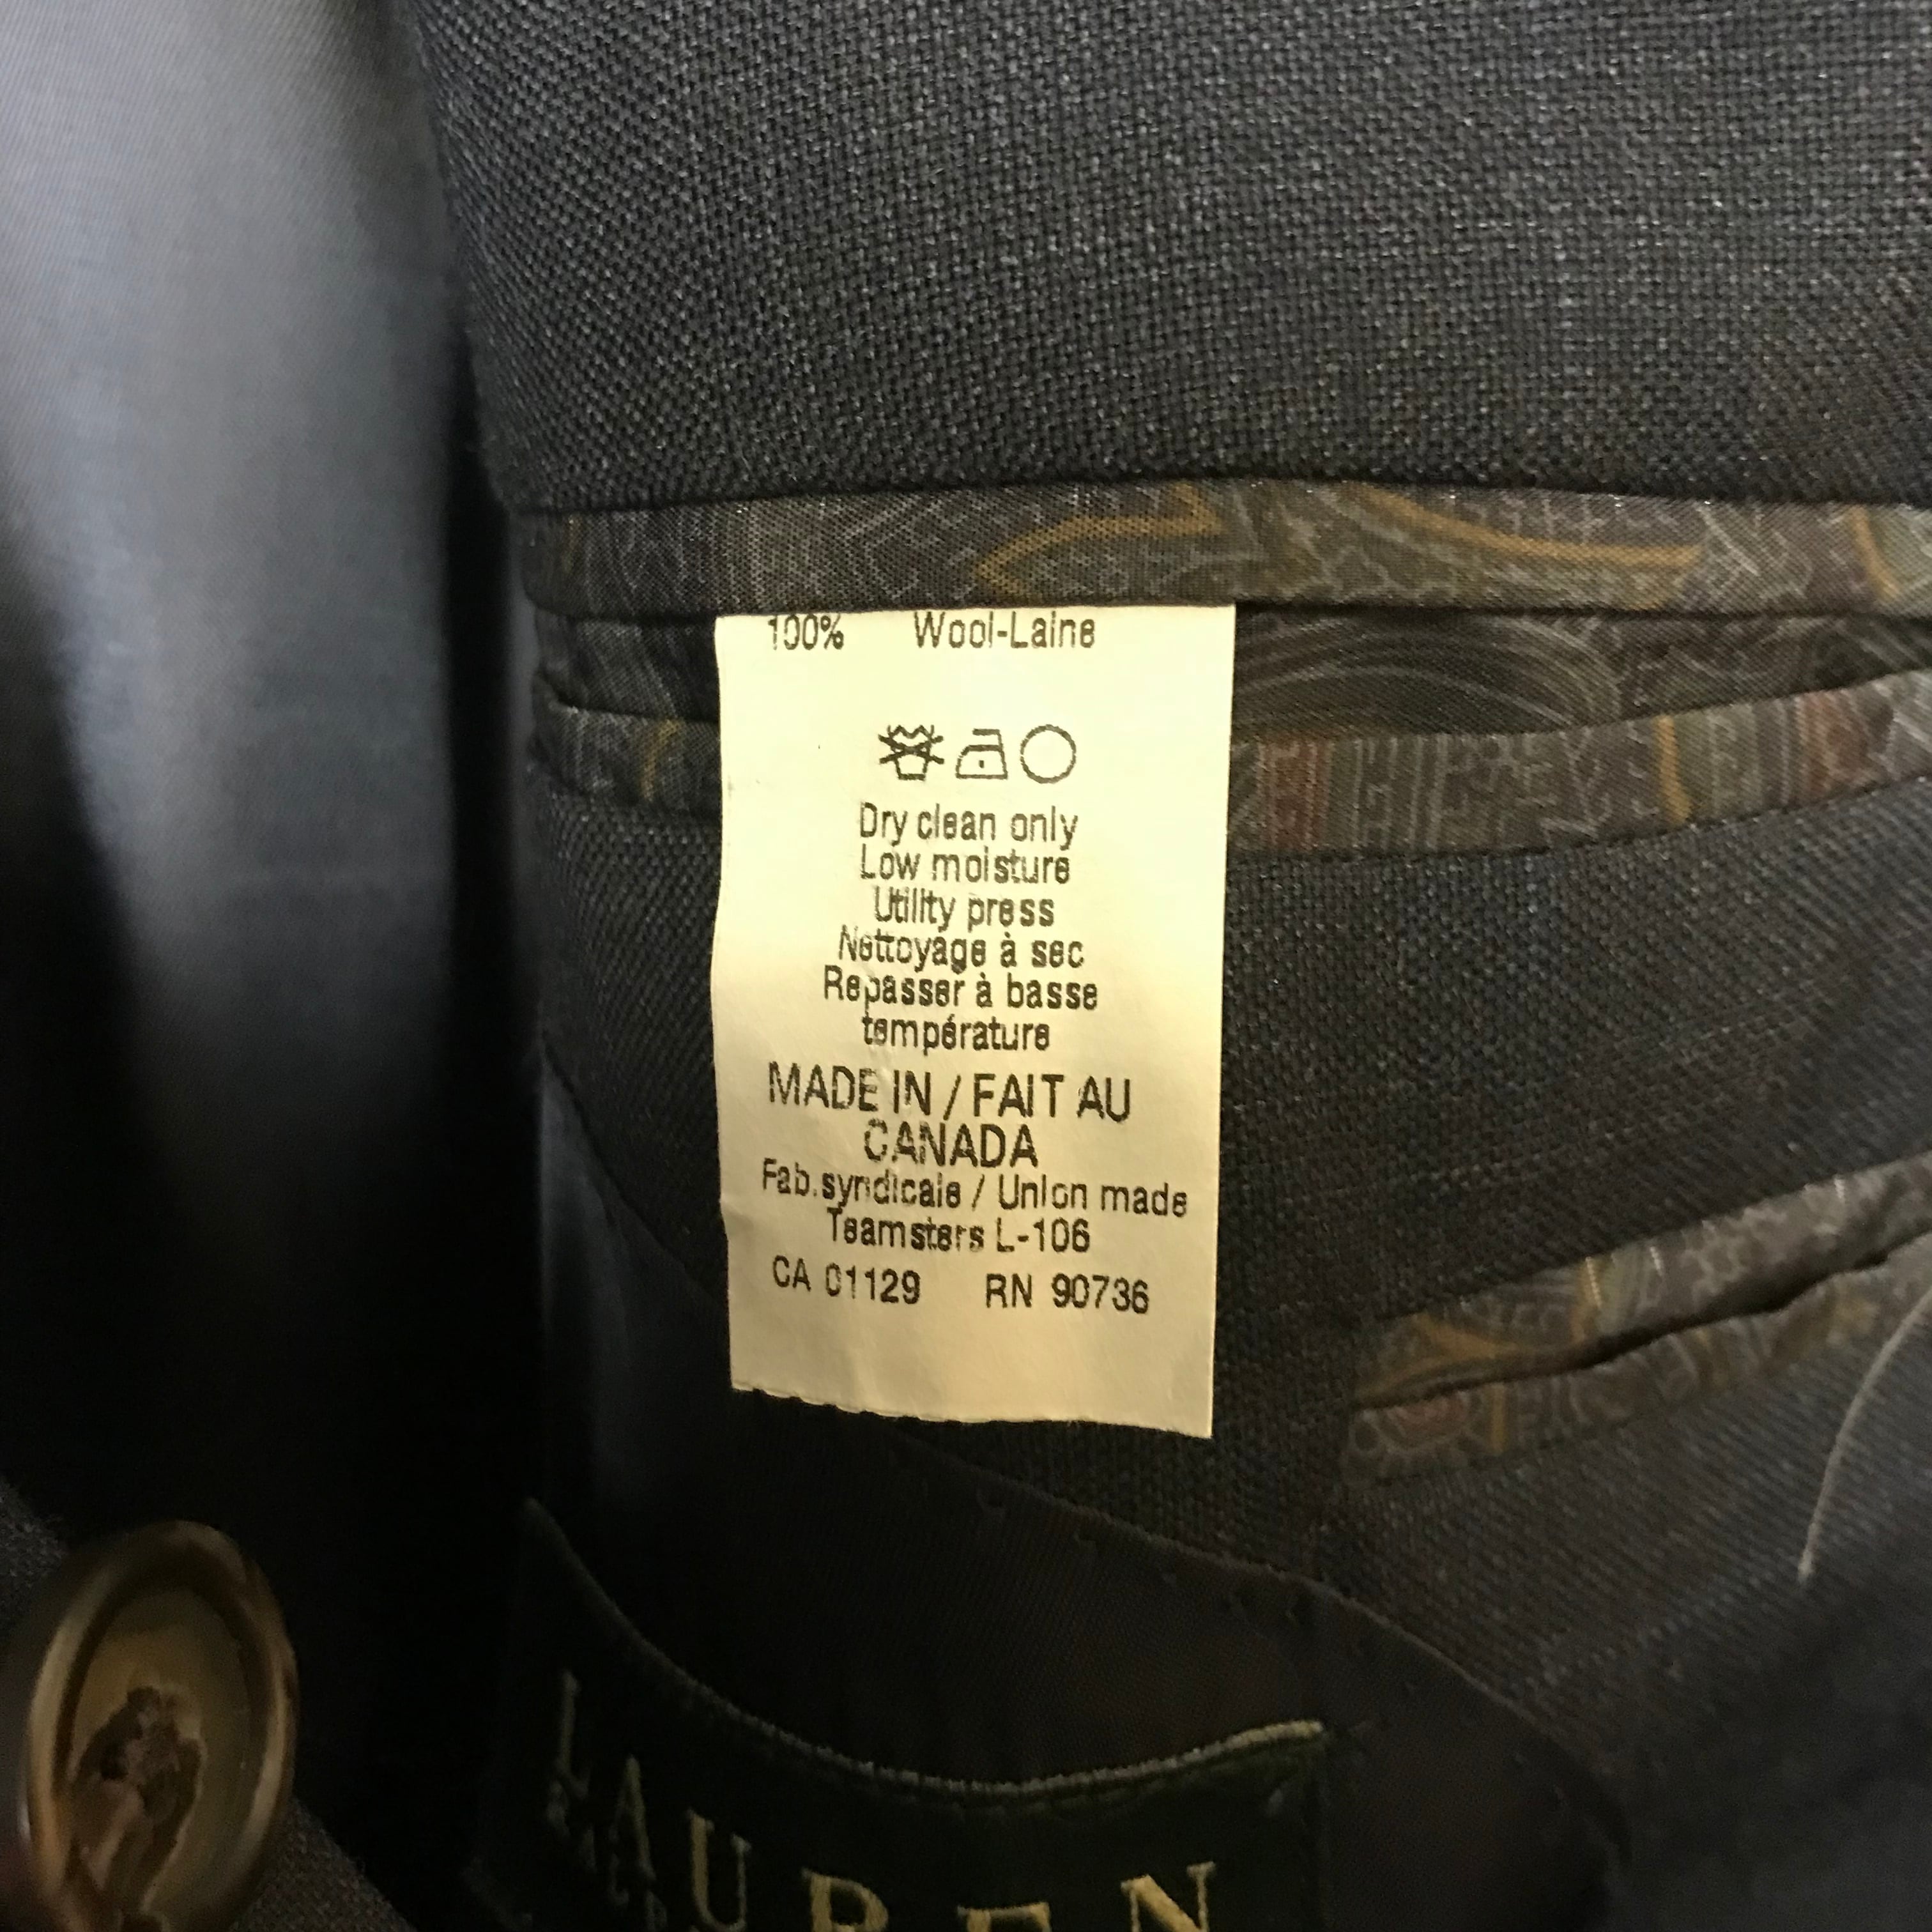 100% Wool-Laine
Dry clean only
Low moisture
Utility press
Nettoyage à sec
Repasser à basse
température
MADE IN / FAIT AU
CANADA
Fab.syndicale / Union made
Teamsters L-106
CA 01129 RN 90736
LAUREN